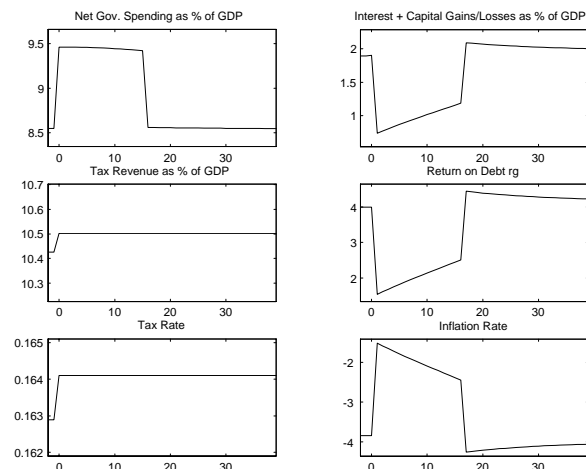 Net Gov. Spending as % of GDP
9.5
9
8.5
0 10 20 30
Interest + Capital Gains/Losses as % of GDP
2
1.5
1
0 10 20 30
Tax Revenue as % of GDP
10.7
10.6
10.5
10.4
10.3
0 10 20 30
Return on Debt rg
4
3
2
0 10 20 30
Tax Rate
0.165
0.164
0.163
0.162
0 10 20 30
Inflation Rate
-2
-3
-4
0 10 20 30